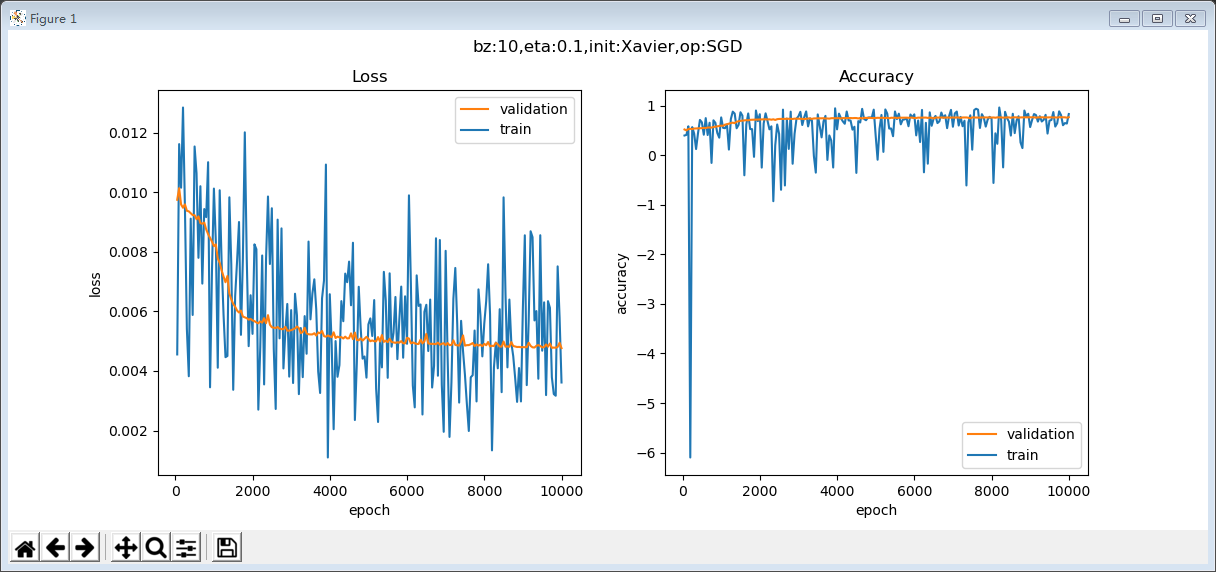 Figure 1
bz:10,eta:0.1,init:Xavier,op:SGD
Loss
validation
train
0.012
0.010
0.008
0.006
0.004
0.002
loss
0
2000
4000
6000
8000
10000
epoch
Accuracy
1
0
−1
−2
−3
−4
−5
−6
accuracy
validation
train
0
2000
4000
6000
8000
10000
epoch